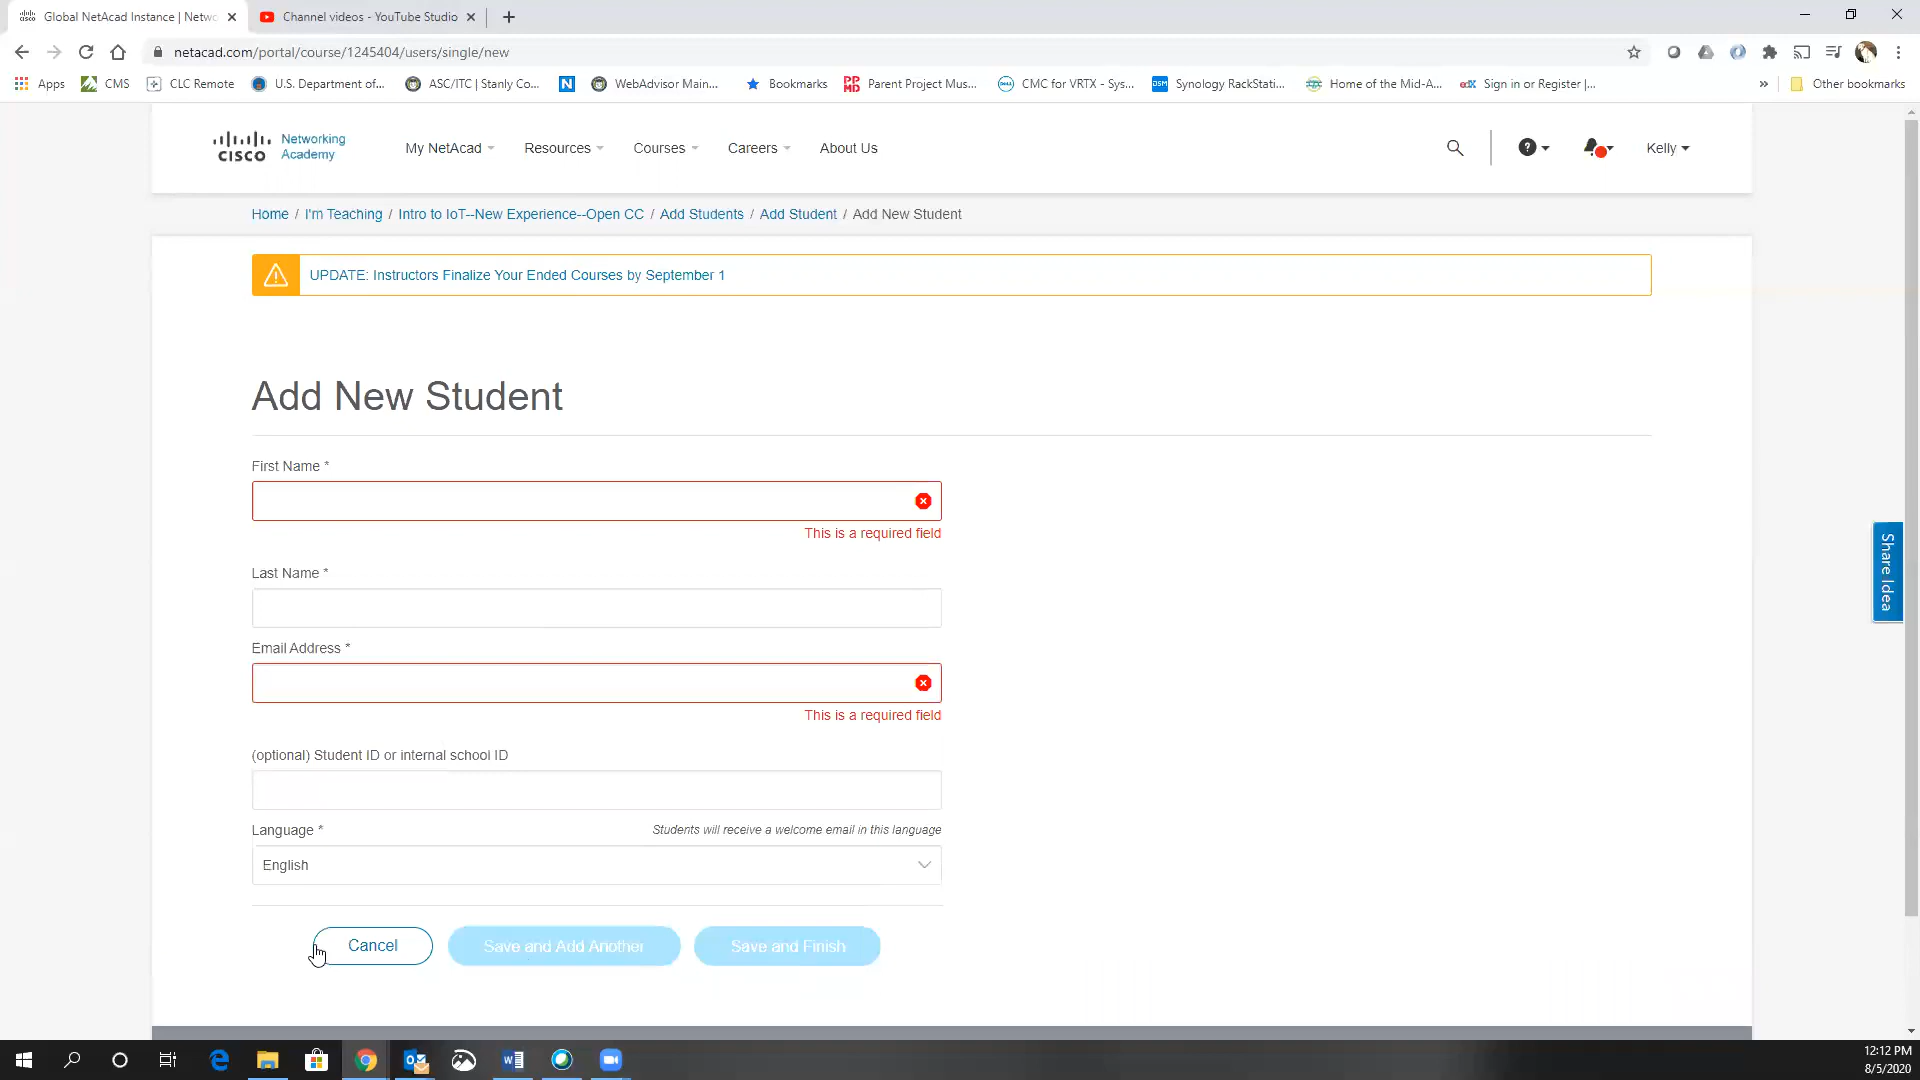 Global NetAcad Instance | Netwo
Channel videos - YouTube Studio
netacad.com/portal/course/1245404/users/single/new
Apps
CMS
CLC Remote
U.S. Department of...
ASC/ITC | Stanly Co...
N
WebAdvisor Main...
Bookmarks
Parent Project Mus...
CMC for VRTX - Sys...
DSM
Synology RackStati...
Home of the Mid-A...
edX
Sign in or Register |...
»
Other bookmarks
CISCO
Networking
Academy
My NetAcad
Resources
Courses
Careers
About Us
Kelly
Home / I'm Teaching / Intro to IoT--New Experience--Open CC / Add Students / Add Student / Add New Student
UPDATE: Instructors Finalize Your Ended Courses by September 1
Add New Student
First Name *
This is a required field
Last Name *
Email Address *
This is a required field
(optional) Student ID or internal school ID
Language *
Students will receive a welcome email in this language
English
Cancel
Save and Add Another
Save and Finish
Share Idea
12:12 PM
8/5/2020